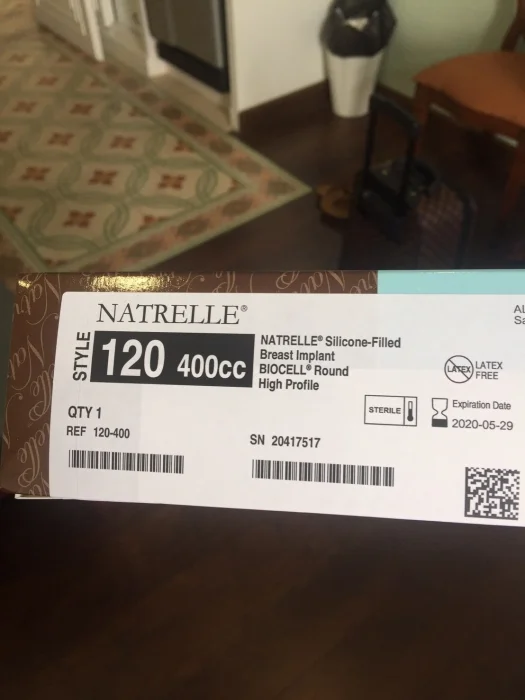 NATRELLE®
STYLE
120 400cc
NATRELLE® Silicone-Filled
Breast Implant
BIOCELL® Round
High Profile
LATEX
LATEX
FREE
STERILE
Expiration Date
2020-05-29
QTY 1
REF 120-400
SN 20417517